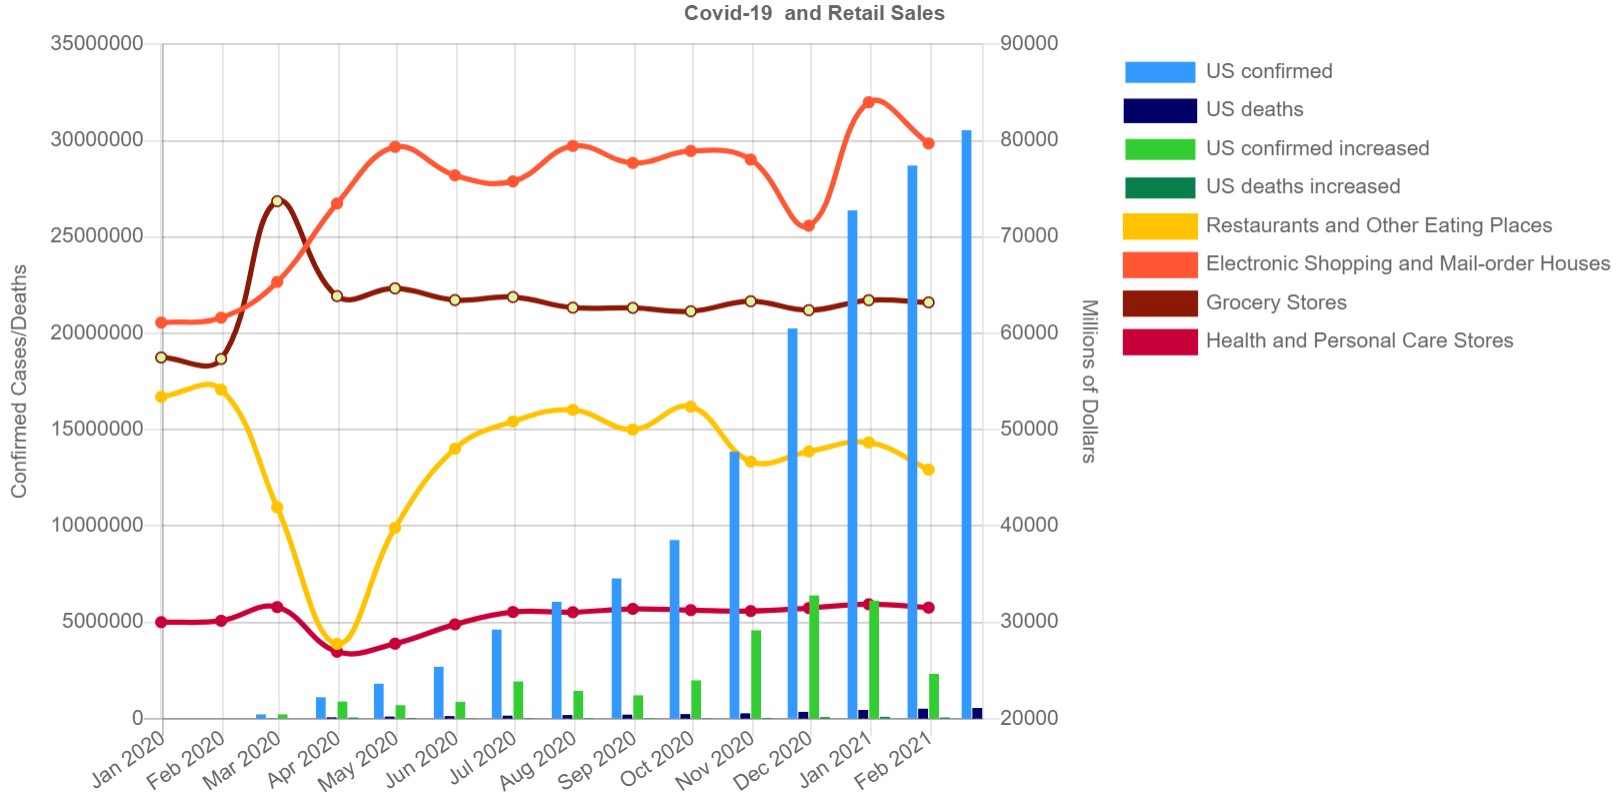 Covid-19 and Retail Sales
35000000
30000000
25000000
20000000
15000000
10000000
5000000
0
Confirmed Cases/Deaths
90000
80000
70000
60000
50000
40000
30000
20000
Millions of Dollars
Jan 2020
Feb 2020
Mar 2020
Apr 2020
May 2020
Jun 2020
Jul 2020
Aug 2020
Sep 2020
Oct 2020
Nov 2020
Dec 2020
Jan 2021
Feb 2021
US confirmed
US deaths
US confirmed increased
US deaths increased
Restaurants and Other Eating Places
Electronic Shopping and Mail-order Houses
Grocery Stores
Health and Personal Care Stores